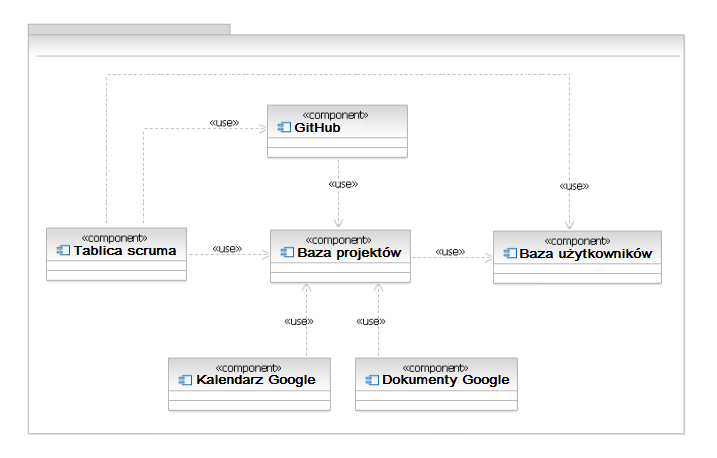 «component»
GitHub
«use»
«use»
«use»
«component»
Tablica scruma
«use»
«component»
Baza projektów
«use»
«component»
Baza użytkowników
«use»
«use»
«component»
Kalendarz Google
«component»
Dokumenty Google